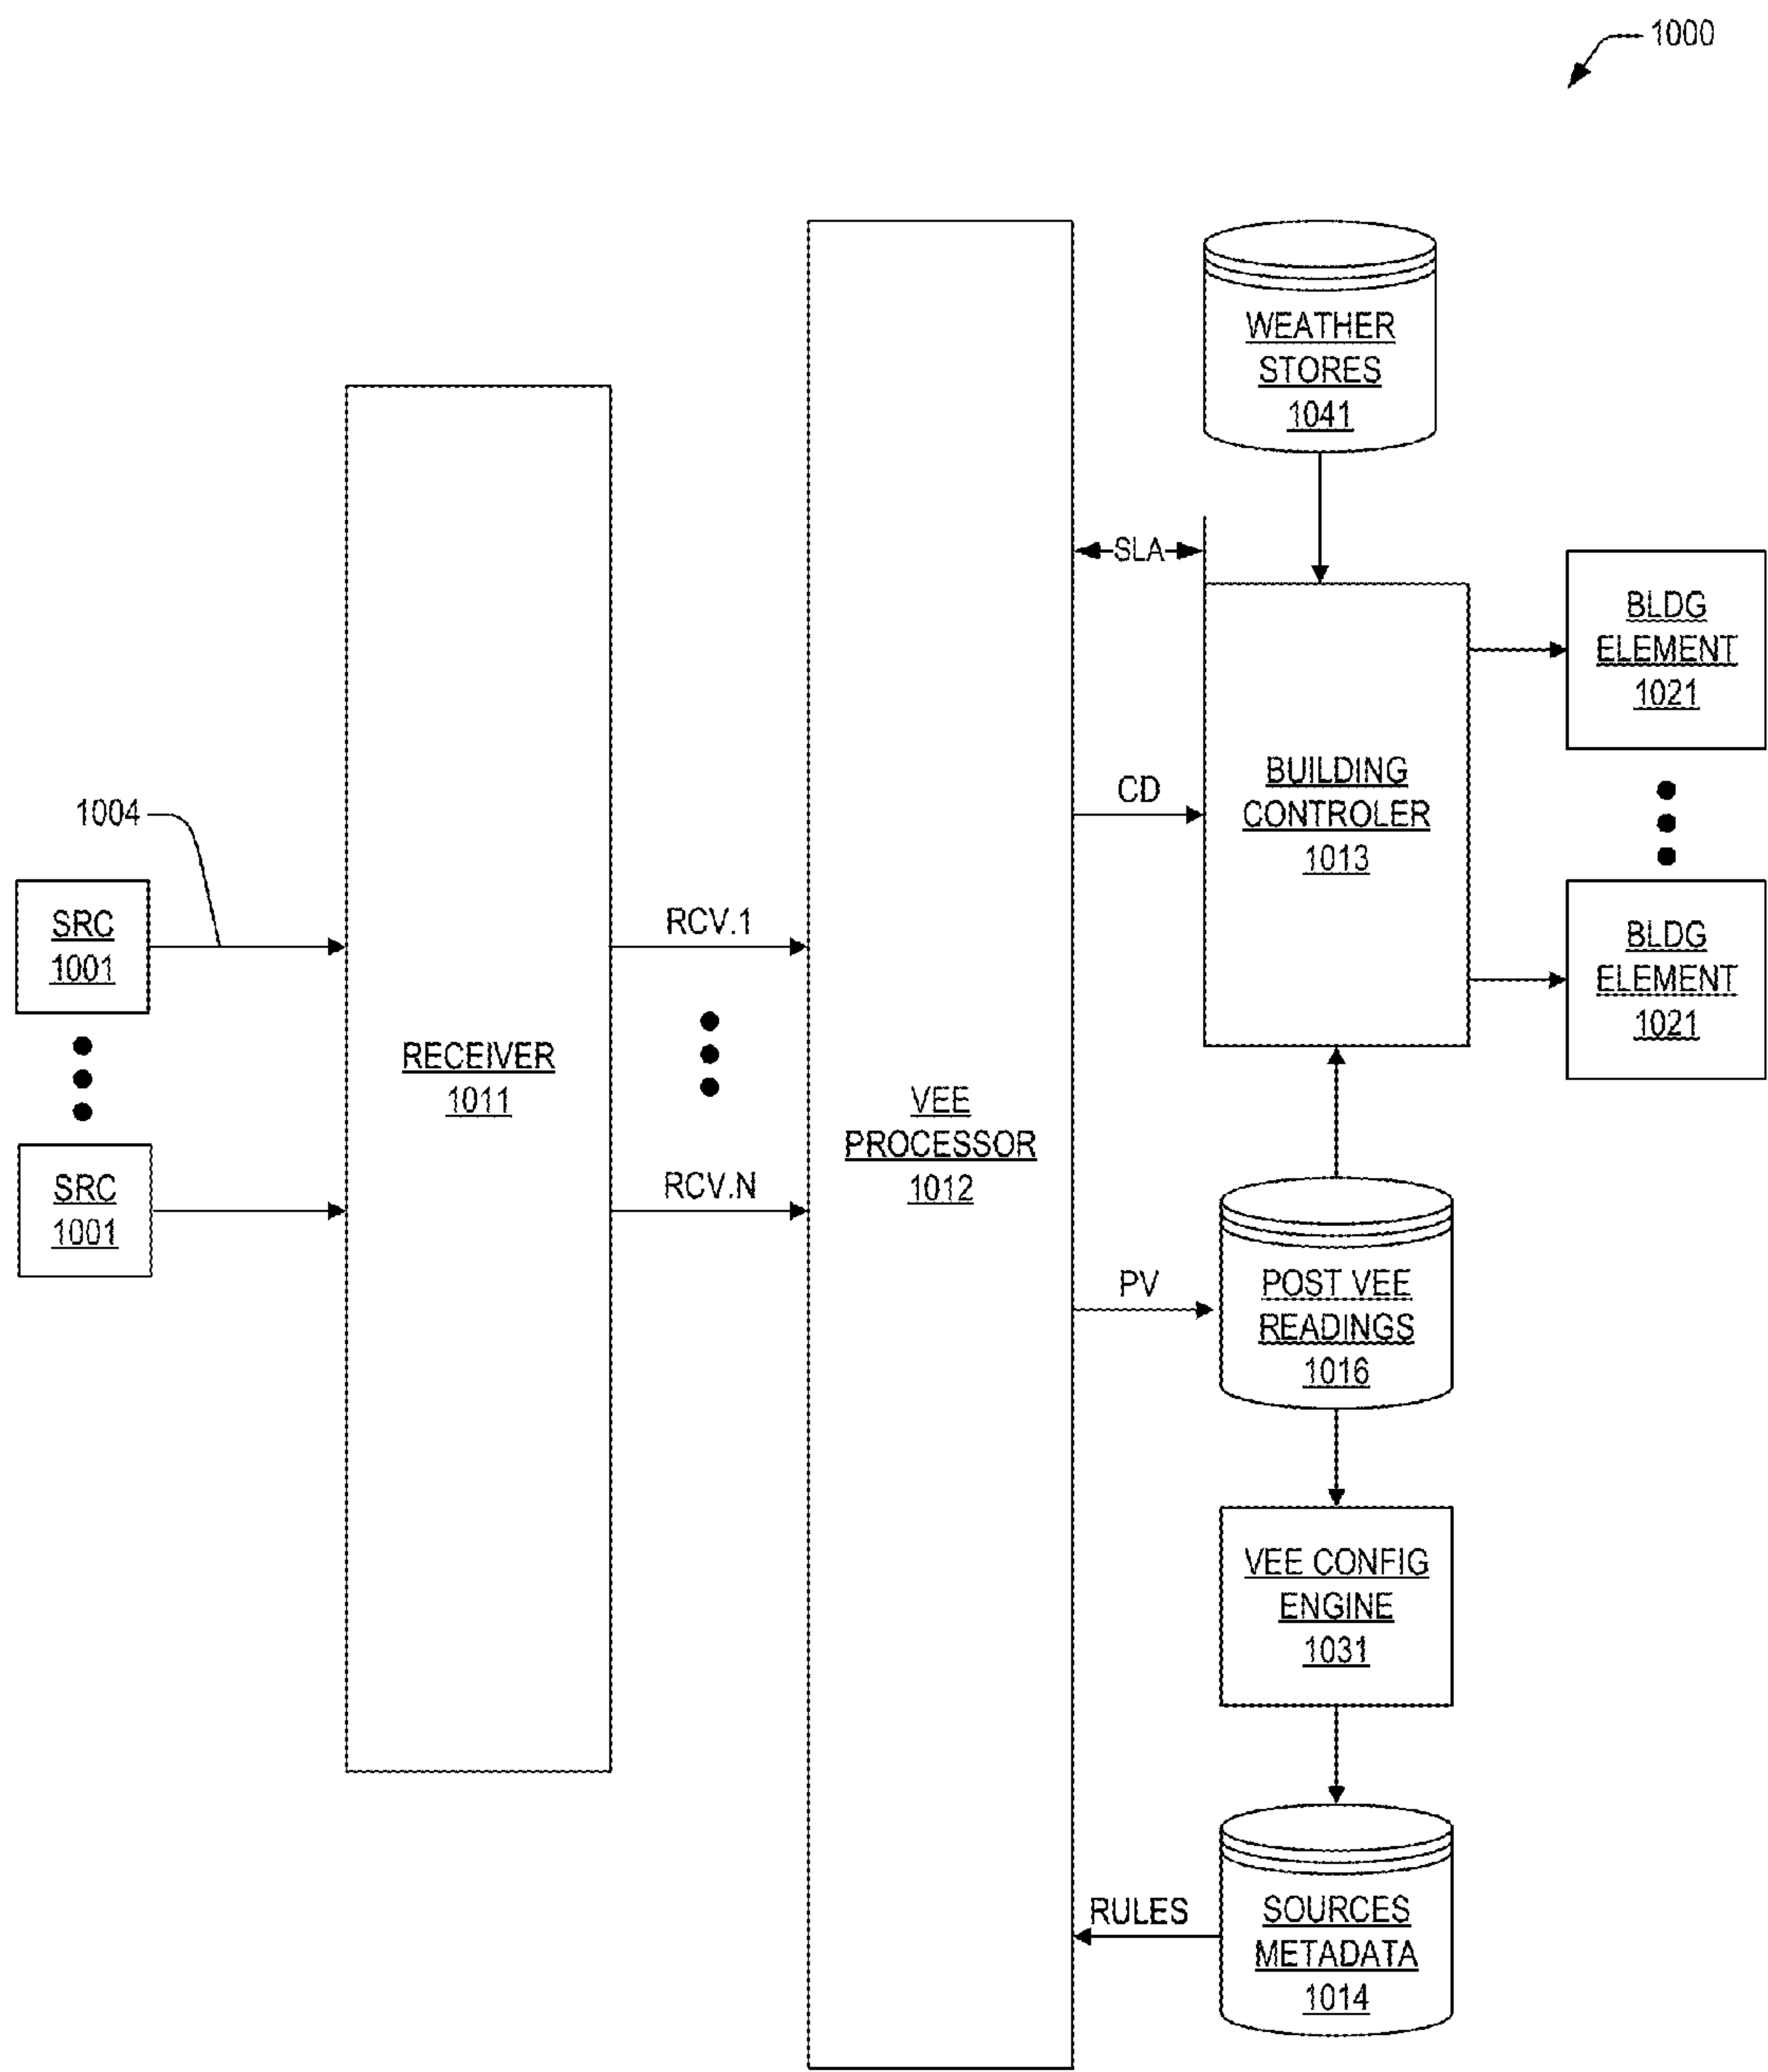 1000
WEATHER
STORES
1041
SLA
BLDG
ELEMENT
1021
CD
BUILDING
CONTROLER
1013
1004
SRC
1001
RCV.1
BLDG
ELEMENT
1021
RECEIVER
1011
VEE
PROCESSOR
1012
SRC
1001
RCV.N
PV
POST VEE
READINGS
1016
VEE CONFIG
ENGINE
1031
RULES
SOURCES
METADATA
1014